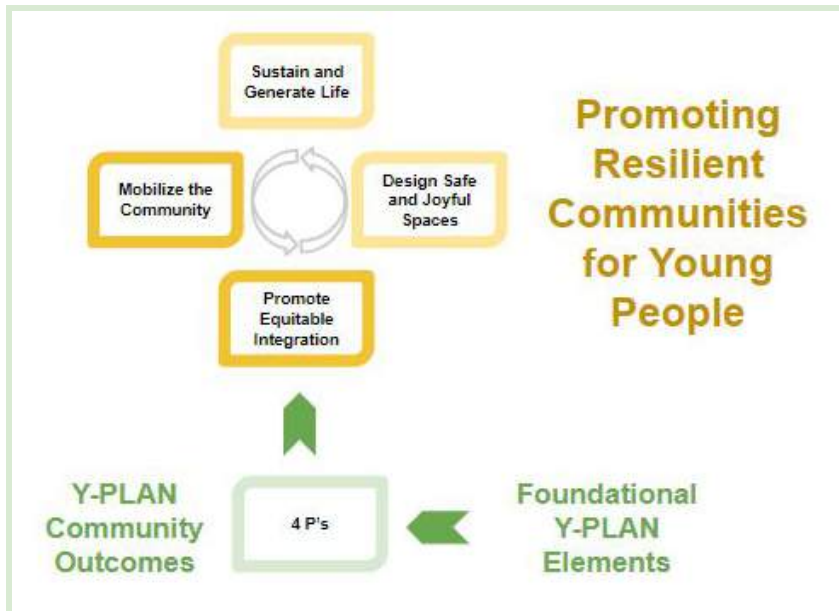 Sustain and
Generate Life
Mobilize the
Community
Design Safe
and Joyful
Spaces
Promote
Equitable
Integration
Promoting
Resilient
Communities
for Young
People
Y-PLAN
Community
Outcomes
4 P's
Foundational
Y-PLAN
Elements